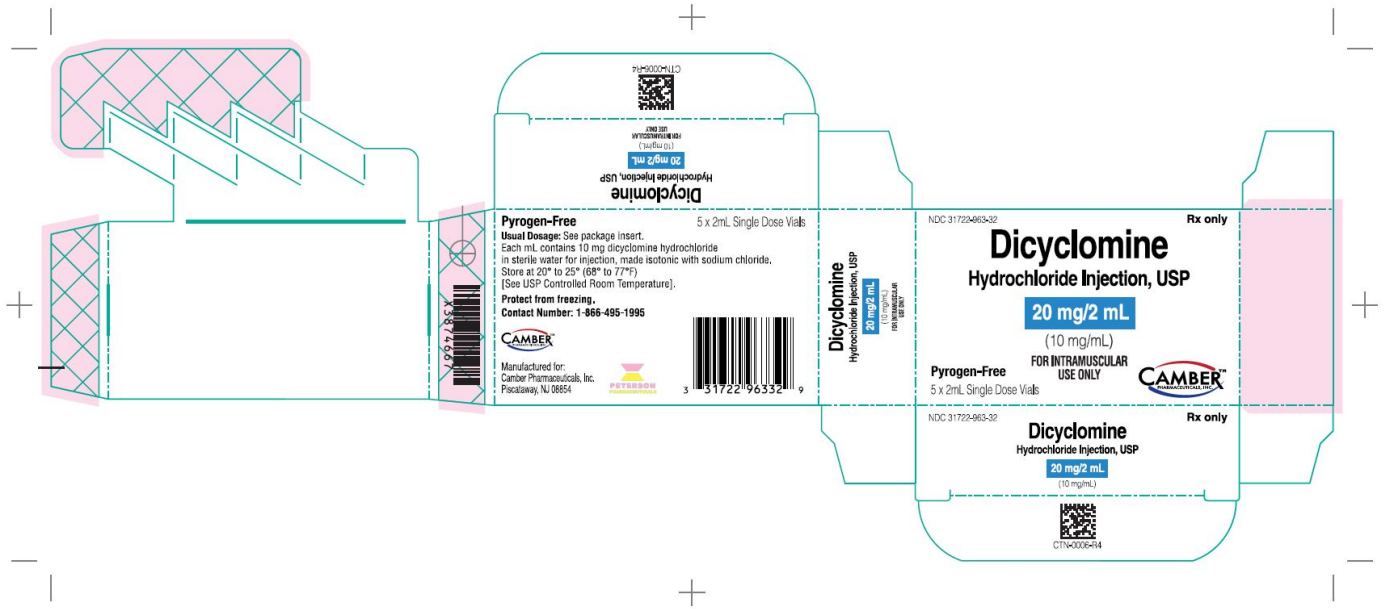 CTN-0006-R4
FOR INTRAMUSCULAR
USE ONLY
(10 mg/mL)
20 mg/2 mL
Hydrochloride Injection, USP
Dicyclomine
X387466
Pyrogen-Free
5 x 2mL Single Dose Vials
Usual Dosage: See package insert.
Each mL contains 10 mg dicyclomine hydrochloride
in sterile water for injection, made isotonic with sodium chloride.
Store at 20° to 25° (68° to 77°F)
[See USP Controlled Room Temperature].
Protect from freezing.
Contact Number: 1-866-495-1995
CAMBER™
PHARMACEUTICALS, INC.
Manufactured for:
Camber Pharmaceuticals, Inc.
Piscataway, NJ 08854
PETERSON
PHARMACEUTICALS
3 31722 96332 9
Dicyclomine
Hydrochloride Injection, USP
20 mg/2 mL
(10 mg/mL)
FOR INTRAMUSCULAR
USE ONLY
NDC 31722-963-32
Rx only
Dicyclomine
Hydrochloride Injection, USP
20 mg/2 mL
(10 mg/mL)
FOR INTRAMUSCULAR
USE ONLY
Pyrogen-Free
5 x 2mL Single Dose Vials
CAMBER™
PHARMACEUTICALS, INC.
NDC 31722-963-32
Rx only
Dicyclomine
Hydrochloride Injection, USP
20 mg/2 mL
(10 mg/mL)
CTN-0006-R4